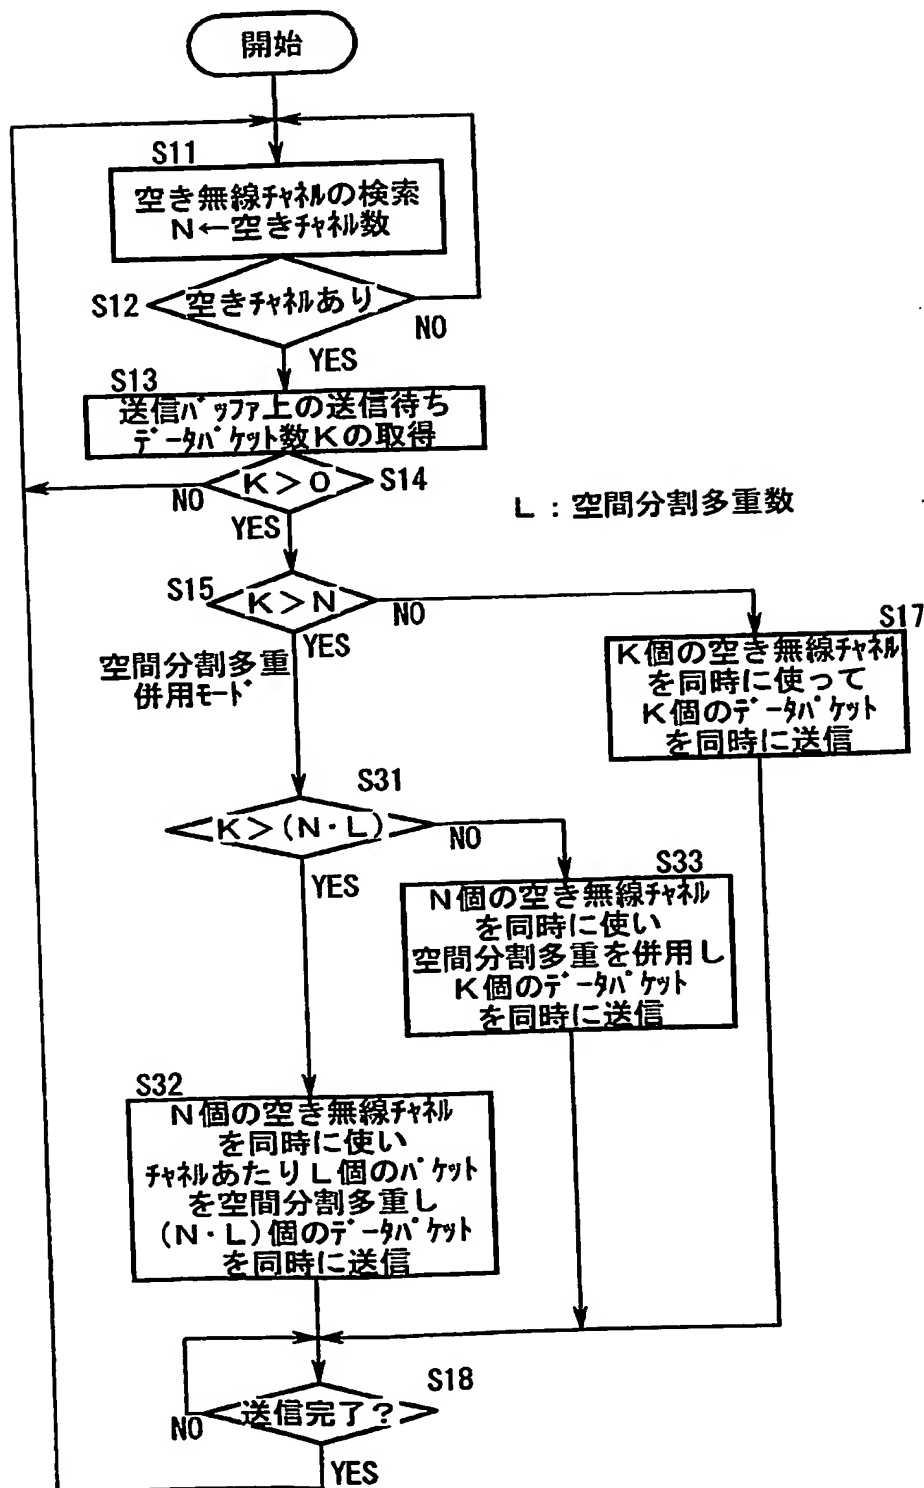 開始
S11
空き無線ﾁｬﾈﾙの検索
N←空きﾁｬﾈﾙ数
S12
空きﾁｬﾈﾙあり
NO
YES
S13
送信ﾊﾞｯﾌｧ上の送信待ち
ﾃﾞｰﾀﾊﾟｹｯﾄ数Kの取得
K>0
S14
NO
YES
L:空間分割多重数
S15
K>N
NO
YES
S17
K個の空き無線ﾁｬﾈﾙ
を同時に使って
K個のﾃﾞｰﾀﾊﾟｹｯﾄ
を同時に送信
空間分割多重
併用ﾓｰﾄﾞ
S31
K>(N·L)
NO
YES
S33
N個の空き無線ﾁｬﾈﾙ
を同時に使い
空間分割多重を併用し
K個のﾃﾞｰﾀﾊﾟｹｯﾄ
を同時に送信
S32
N個の空き無線ﾁｬﾈﾙ
を同時に使い
ﾁｬﾈﾙあたりL個のﾊﾟｹｯﾄ
を空間分割多重し
(N·L)個のﾃﾞｰﾀﾊﾟｹｯﾄ
を同時に送信
S18
送信完了?
NO
YES